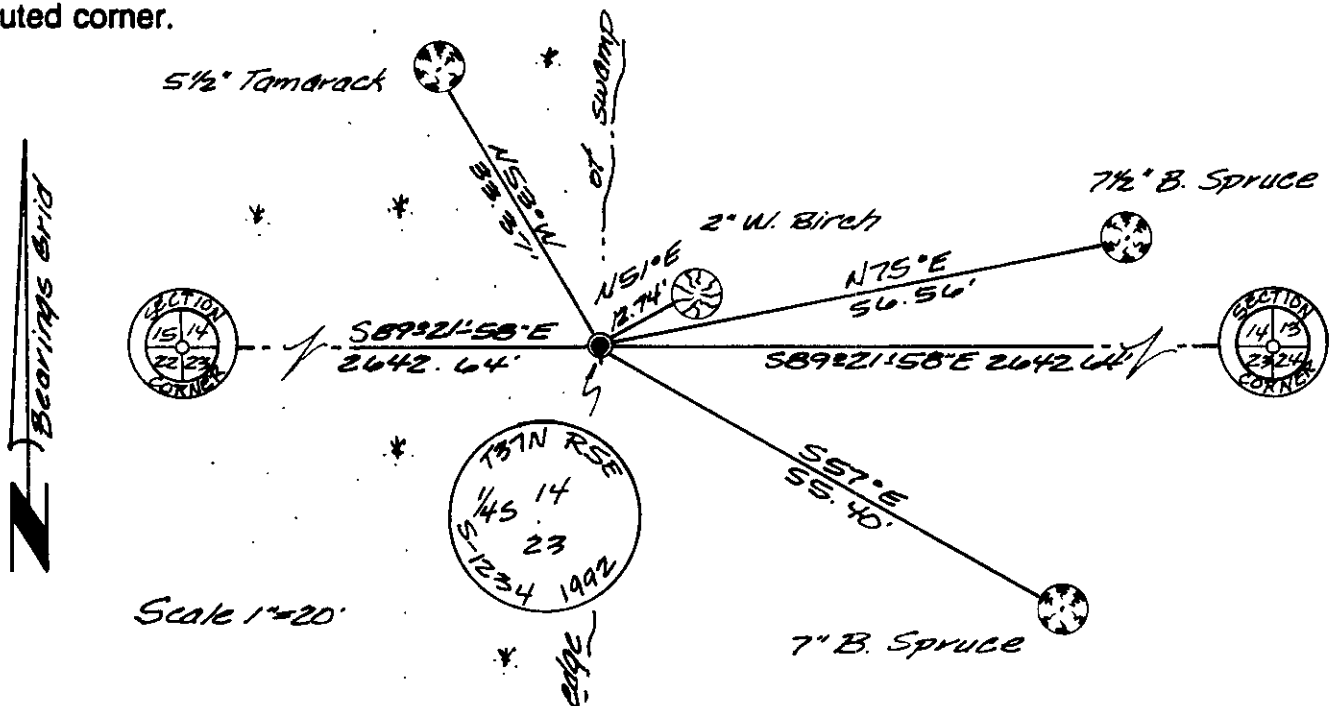 uted corner.
5½" Tamarack
of swamp
N53°W
33.37'
7½" B. Spruce
2" W. Birch
N51°E
12.74'
N75°E
56.56'
Bearings Grid
N
SECTION
15 14
22 23
CORNER
S89°21'58"E
2642.64'
S89°21'58"E 2642.64'
SECTION
14 13
23 24
CORNER
T37N R5E
1/4S 14
23
S-1234 1992
S57°E
55.40'
Scale 1"=20'
7" B. Spruce
edge